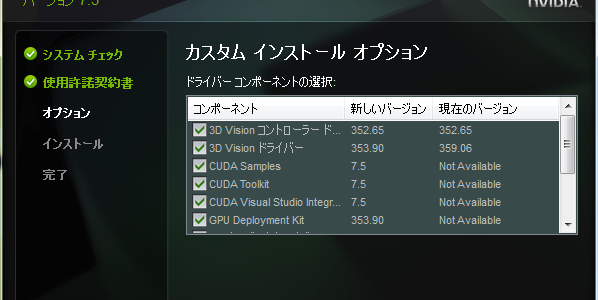 バージョン 7.5
NVIDIA.
システム チェック
使用許諾契約書
オプション
インストール
完了
カスタム インストール オプション
ドライバー コンポーネントの選択:
コンポーネント 新しいバージョン 現在のバージョン
3D Vision コントローラー ド... 352.65 352.65
3D Vision ドライバー 353.90 359.06
CUDA Samples 7.5 Not Available
CUDA Toolkit 7.5 Not Available
CUDA Visual Studio Integr... 7.5 Not Available
GPU Deployment Kit 353.90 Not Available